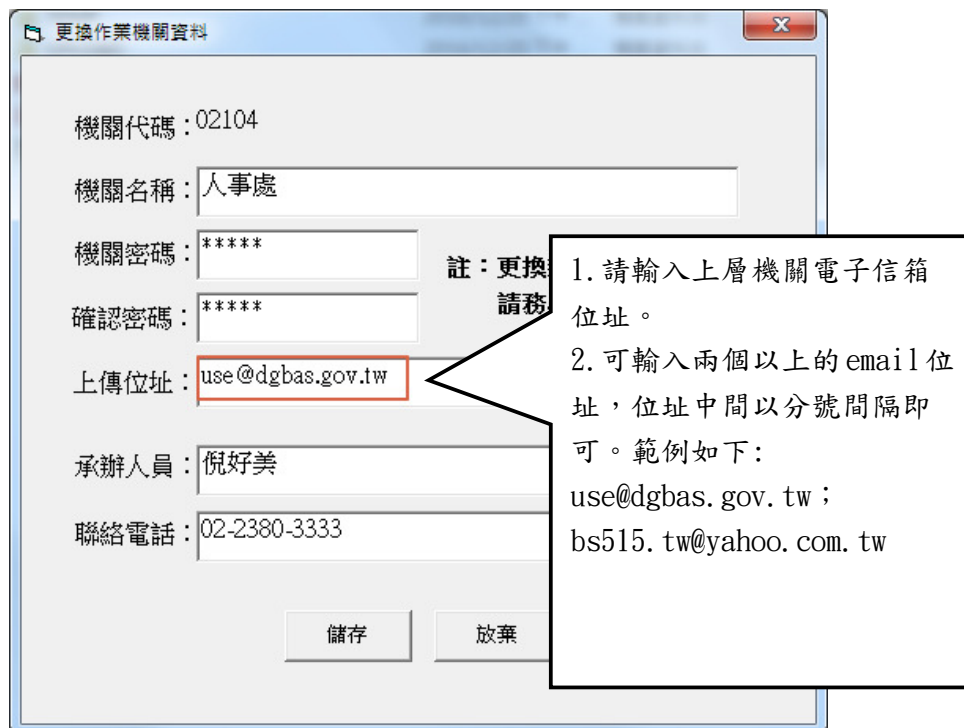 更換作業機關資料
機關代碼：02104
機關名稱：人事處
機關密碼：*****
註：更換
請務
確認密碼：*****
上傳位址：use@dgbas.gov.tw
承辦人員：倪好美
聯絡電話：02-2380-3333
儲存
放棄
1.請輸入上層機關電子信箱
位址。
2.可輸入兩個以上的email位
址，位址中間以分號間隔即
可。範例如下:
use@dgbas.gov.tw；
bs515.tw@yahoo.com.tw